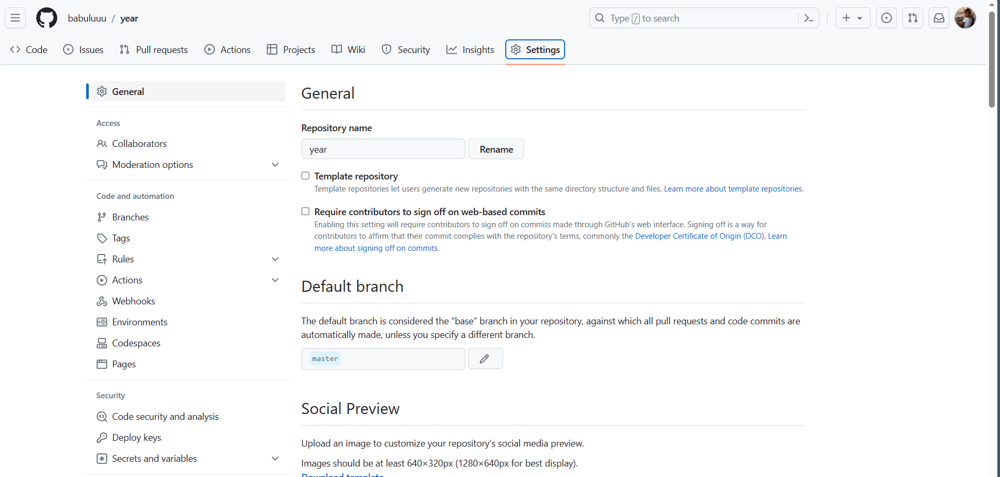 babuluuu / year
Type / to search
Code
Issues
Pull requests
Actions
Projects
Wiki
Security
Insights
Settings
General
Access
Collaborators
Moderation options
Code and automation
Branches
Tags
Rules
Actions
Webhooks
Environments
Codespaces
Pages
Security
Code security and analysis
Deploy keys
Secrets and variables
General
Repository name
year
Rename
Template repository
Template repositories let users generate new repositories with the same directory structure and files. Learn more about template repositories.
Require contributors to sign off on web-based commits
Enabling this setting will require contributors to sign off on commits made through GitHub’s web interface. Signing off is a way for
contributors to affirm that their commit complies with the repository's terms, commonly the Developer Certificate of Origin (DCO). Learn
more about signing off on commits.
Default branch
The default branch is considered the “base” branch in your repository, against which all pull requests and code commits are
automatically made, unless you specify a different branch.
master
Social Preview
Upload an image to customize your repository’s social media preview.
Images should be at least 640×320px (1280×640px for best display).
Download template